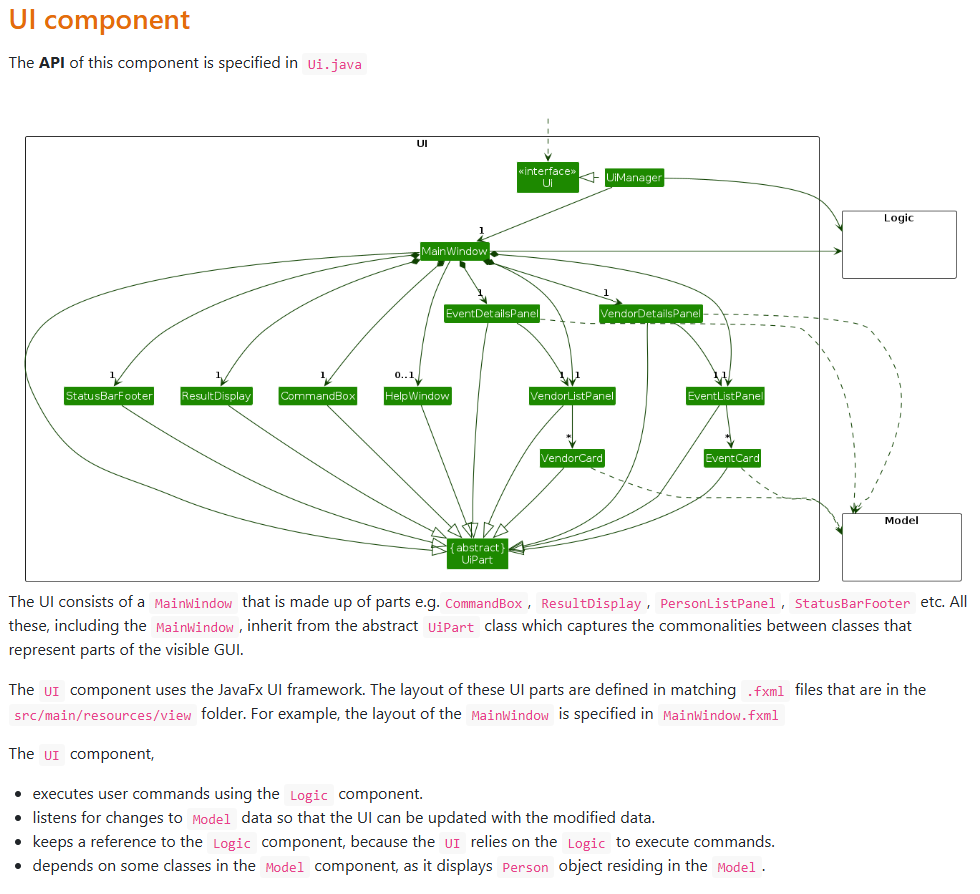 UI component
The API of this component is specified in Ui.java
UI
«interface»
Ui
UiManager
Logic
1
MainWindow
1
1
EventDetailsPanel
VendorDetailsPanel
1
1
1
0..1
1
1
1
1
StatusBarFooter
ResultDisplay
CommandBox
HelpWindow
VendorListPanel
EventListPanel
*
*
VendorCard
EventCard
Model
{abstract}
UiPart
The UI consists of a MainWindow that is made up of parts e.g. CommandBox, ResultDisplay, PersonListPanel, StatusBarFooter etc. All
these, including the MainWindow, inherit from the abstract UiPart class which captures the commonalities between classes that
represent parts of the visible GUI.
The UI component uses the JavaFx UI framework. The layout of these UI parts are defined in matching .fxml files that are in the
src/main/resources/view folder. For example, the layout of the MainWindow is specified in MainWindow.fxml
The UI component,
• executes user commands using the Logic component.
• listens for changes to Model data so that the UI can be updated with the modified data.
• keeps a reference to the Logic component, because the UI relies on the Logic to execute commands.
• depends on some classes in the Model component, as it displays Person object residing in the Model.